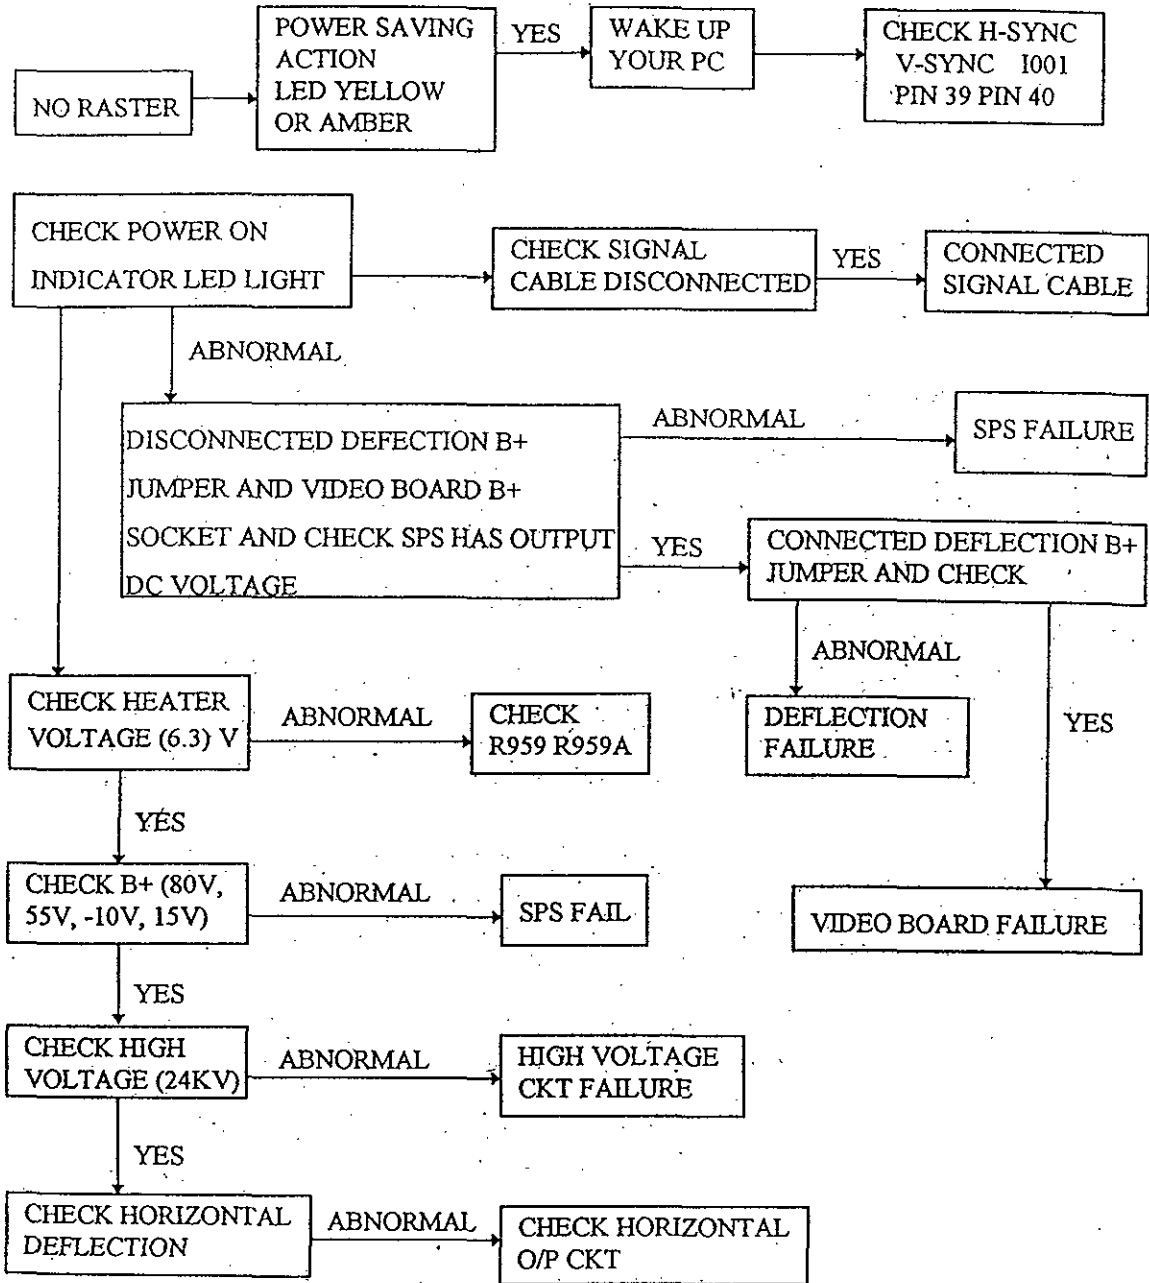 NO RASTER
POWER SAVING
ACTION
LED YELLOW
OR AMBER
YES
WAKE UP
YOUR PC
CHECK H-SYNC
V-SYNC I001
PIN 39 PIN 40
CHECK POWER ON
INDICATOR LED LIGHT
CHECK SIGNAL
CABLE DISCONNECTED
YES
CONNECTED
SIGNAL CABLE
ABNORMAL
DISCONNECTED DEFECTION B+
JUMPER AND VIDEO BOARD B+
SOCKET AND CHECK SPS HAS OUTPUT
DC VOLTAGE
ABNORMAL
SPS FAILURE
YES
CONNECTED DEFLECTION B+
JUMPER AND CHECK
ABNORMAL
DEFLECTION
FAILURE
YES
VIDEO BOARD FAILURE
CHECK HEATER
VOLTAGE (6.3) V
ABNORMAL
CHECK
R959 R959A
YES
CHECK B+ (80V,
55V, -10V, 15V)
ABNORMAL
SPS FAIL
YES
CHECK HIGH
VOLTAGE (24KV)
ABNORMAL
HIGH VOLTAGE
CKT FAILURE
YES
CHECK HORIZONTAL
DEFLECTION
ABNORMAL
CHECK HORIZONTAL
O/P CKT